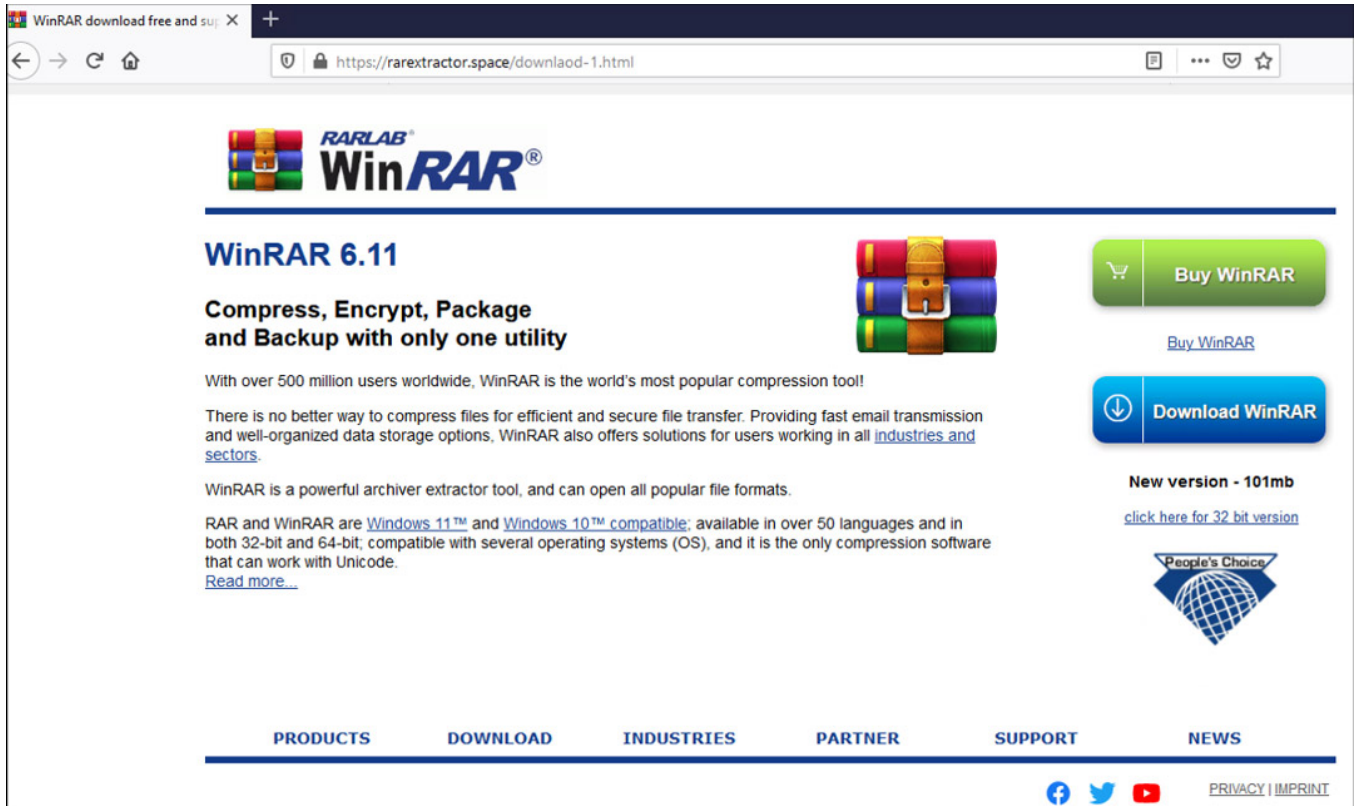 WinRAR download free and sup
https://rarextractor.space/downlaod-1.html
RARLAB®
WinRAR®
WinRAR 6.11
Compress, Encrypt, Package
and Backup with only one utility
With over 500 million users worldwide, WinRAR is the world's most popular compression tool!
There is no better way to compress files for efficient and secure file transfer. Providing fast email transmission
and well-organized data storage options, WinRAR also offers solutions for users working in all industries and
sectors.
WinRAR is a powerful archiver extractor tool, and can open all popular file formats.
RAR and WinRAR are Windows 11™ and Windows 10™ compatible; available in over 50 languages and in
both 32-bit and 64-bit; compatible with several operating systems (OS), and it is the only compression software
that can work with Unicode.
Read more...
Buy WinRAR
Buy WinRAR
Download WinRAR
New version - 101mb
click here for 32 bit version
People's Choice
PRODUCTS DOWNLOAD INDUSTRIES PARTNER SUPPORT NEWS
PRIVACY | IMPRINT